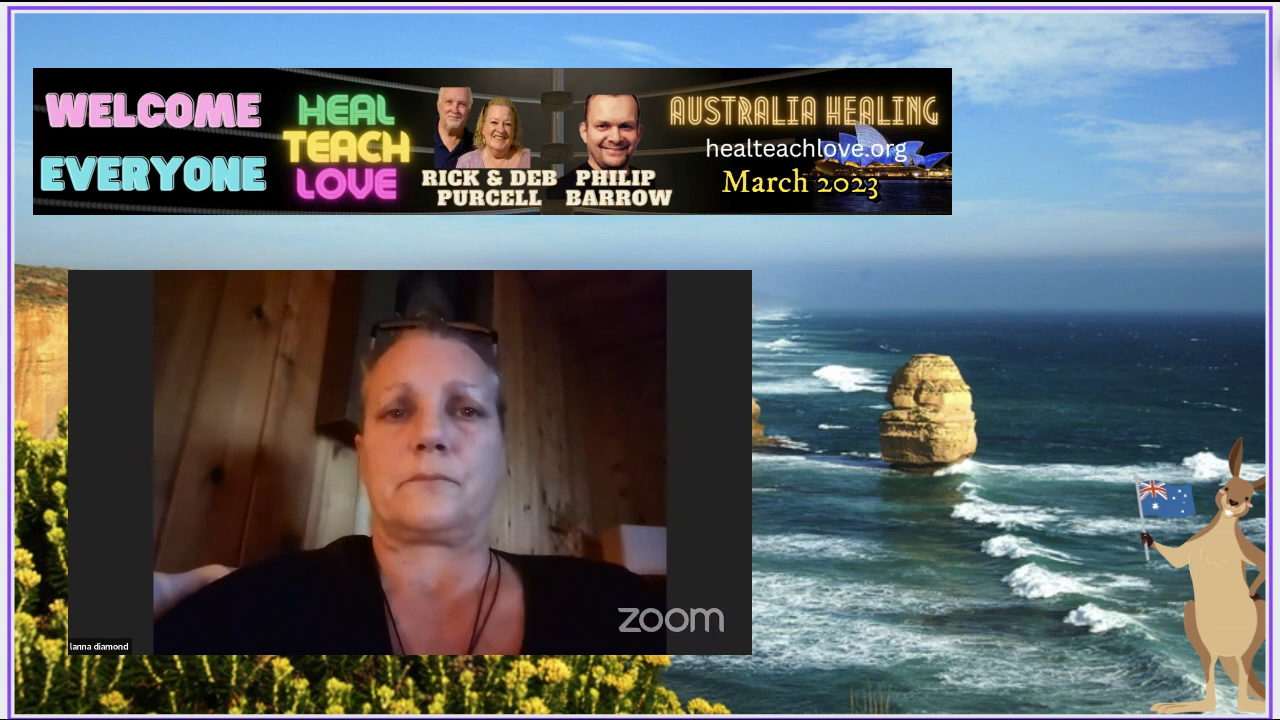 WELCOME
EVERYONE
HEAL
TEACH
LOVE
RICK & DEB
PURCELL
PHILIP
BARROW
AUSTRALIA HEALING
healteachlove.org
March 2023
lanna diamond
zoom